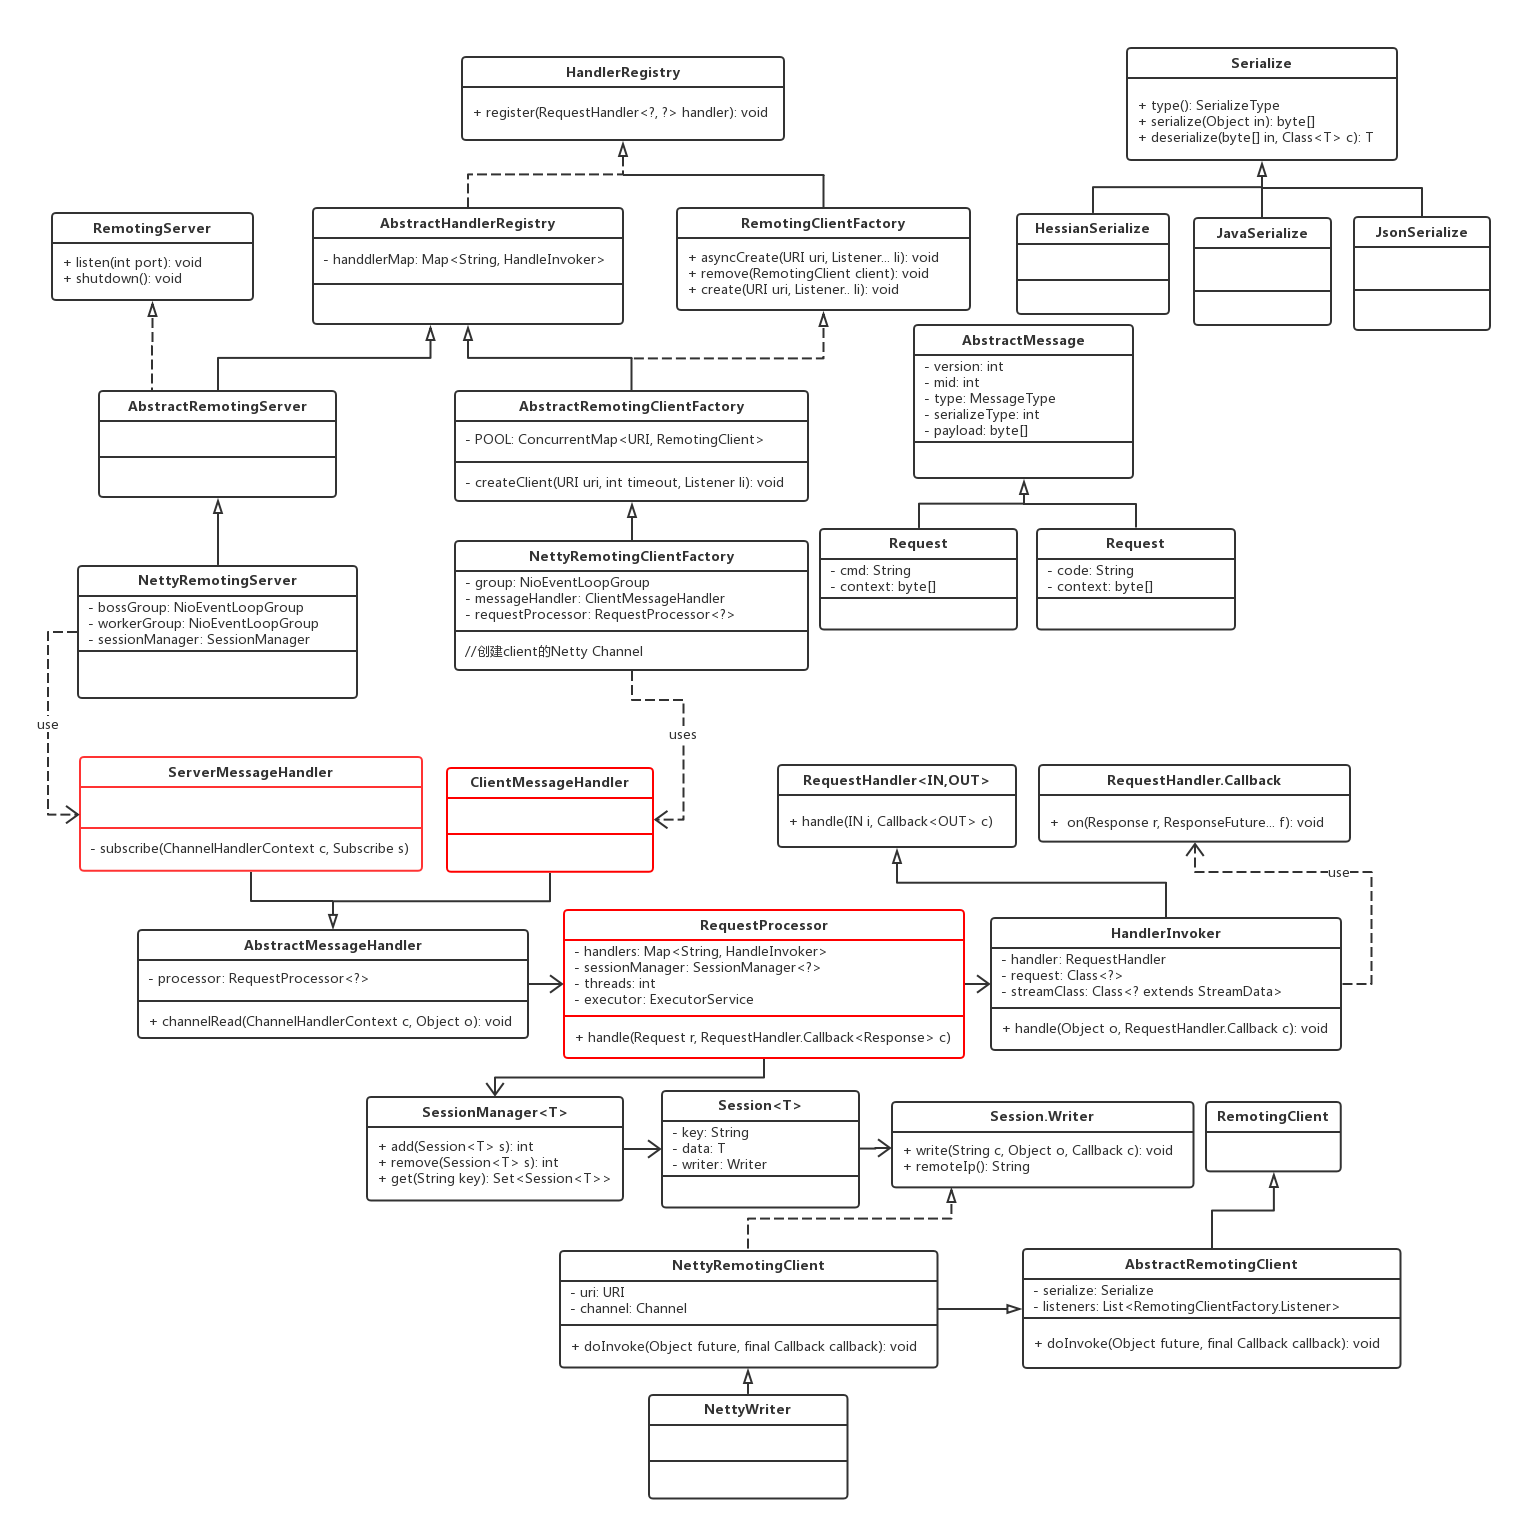 HandlerRegistry
+ register(RequestHandler<?, ?> handler): void
Serialize
+ type(): SerializeType
+ serialize(Object in): byte[]
+ deserialize(byte[] in, Class<T> c): T
RemotingServer
+ listen(int port): void
+ shutdown(): void
AbstractHandlerRegistry
- handdlerMap: Map<String, HandleInvoker>
RemotingClientFactory
+ asyncCreate(URI uri, Listener... li): void
+ remove(RemotingClient client): void
+ create(URI uri, Listener.. li): void
HessianSerialize
JavaSerialize
JsonSerialize
AbstractMessage
- version: int
- mid: int
- type: MessageType
- serializeType: int
- payload: byte[]
AbstractRemotingServer
AbstractRemotingClientFactory
- POOL: ConcurrentMap<URI, RemotingClient>
- createClient(URI uri, int timeout, Listener li): void
Request
- cmd: String
- context: byte[]
Request
- code: String
- context: byte[]
NettyRemotingServer
- bossGroup: NioEventLoopGroup
- workerGroup: NioEventLoopGroup
- sessionManager: SessionManager
NettyRemotingClientFactory
- group: NioEventLoopGroup
- messageHandler: ClientMessageHandler
- requestProcessor: RequestProcessor<?>
//创建client的Netty Channel
use
uses
ServerMessageHandler
- subscribe(ChannelHandlerContext c, Subscribe s)
ClientMessageHandler
RequestHandler<IN,OUT>
+ handle(IN i, Callback<OUT> c)
RequestHandler.Callback
+  on(Response r, ResponseFuture... f): void
use
AbstractMessageHandler
- processor: RequestProcessor<?>
+ channelRead(ChannelHandlerContext c, Object o): void
RequestProcessor
- handlers: Map<String, HandleInvoker>
- sessionManager: SessionManager<?>
- threads: int
- executor: ExecutorService
+ handle(Request r, RequestHandler.Callback<Response> c)
HandlerInvoker
- handler: RequestHandler
- request: Class<?>
- streamClass: Class<? extends StreamData>
+ handle(Object o, RequestHandler.Callback c): void
SessionManager<T>
+ add(Session<T> s): int
+ remove(Session<T> s): int
+ get(String key): Set<Session<T>>
Session<T>
- key: String
- data: T
- writer: Writer
Session.Writer
+ write(String c, Object o, Callback c): void
+ remoteIp(): String
RemotingClient
NettyRemotingClient
- uri: URI
- channel: Channel
+ doInvoke(Object future, final Callback callback): void
AbstractRemotingClient
- serialize: Serialize
- listeners: List<RemotingClientFactory.Listener>
+ doInvoke(Object future, final Callback callback): void
NettyWriter